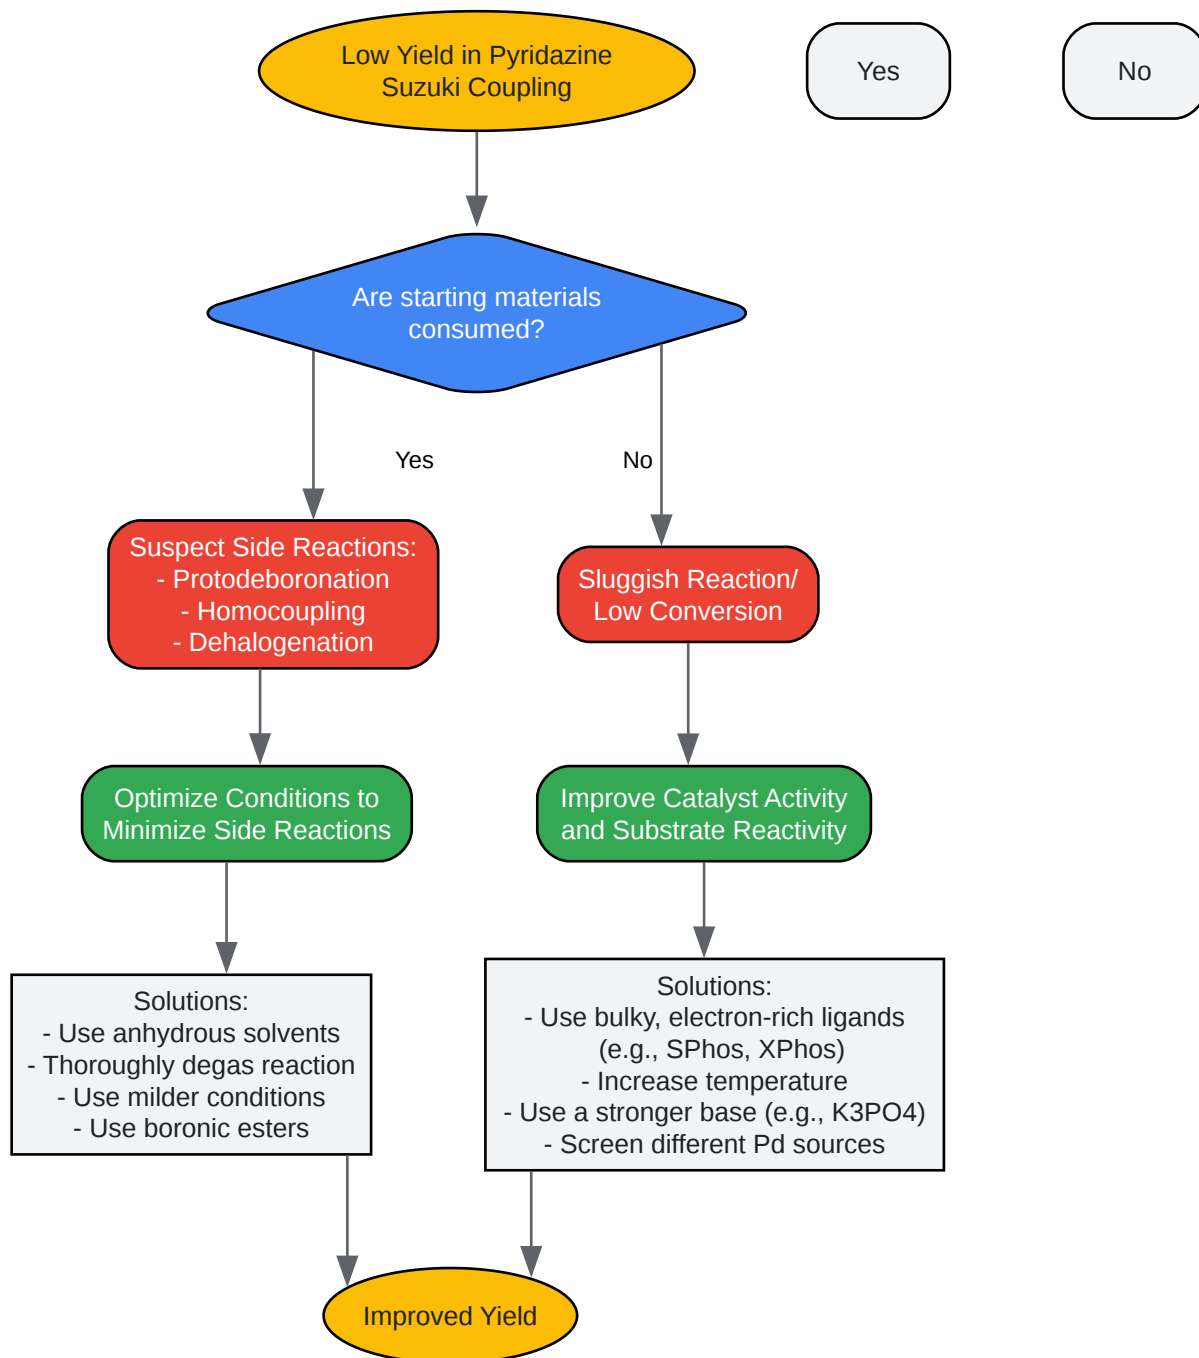 Low Yield in Pyridazine
Suzuki Coupling
Yes
No
Are starting materials
consumed?
Yes
No
Suspect Side Reactions:
- Protodeboronation
- Homocoupling
- Dehalogenation
Sluggish Reaction/
Low Conversion
Optimize Conditions to
Minimize Side Reactions
Improve Catalyst Activity
and Substrate Reactivity
Solutions:
- Use anhydrous solvents
- Thoroughly degas reaction
- Use milder conditions
- Use boronic esters
Solutions:
- Use bulky, electron-rich ligands
(e.g., SPhos, XPhos)
- Increase temperature
- Use a stronger base (e.g., K3PO4)
- Screen different Pd sources
Improved Yield